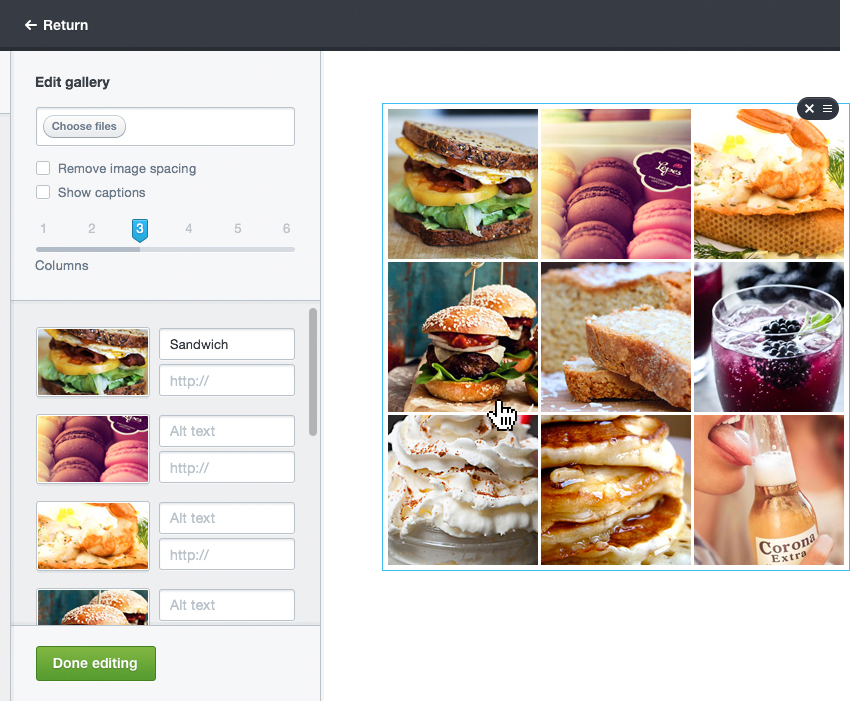 ← Return
Edit gallery
Choose files
Remove image spacing
Show captions
1 2 3 4 5 6
Columns
Sandwich
http://
Alt text
http://
Alt text
http://
Alt text
Done editing
Lopes
Corona
Extra